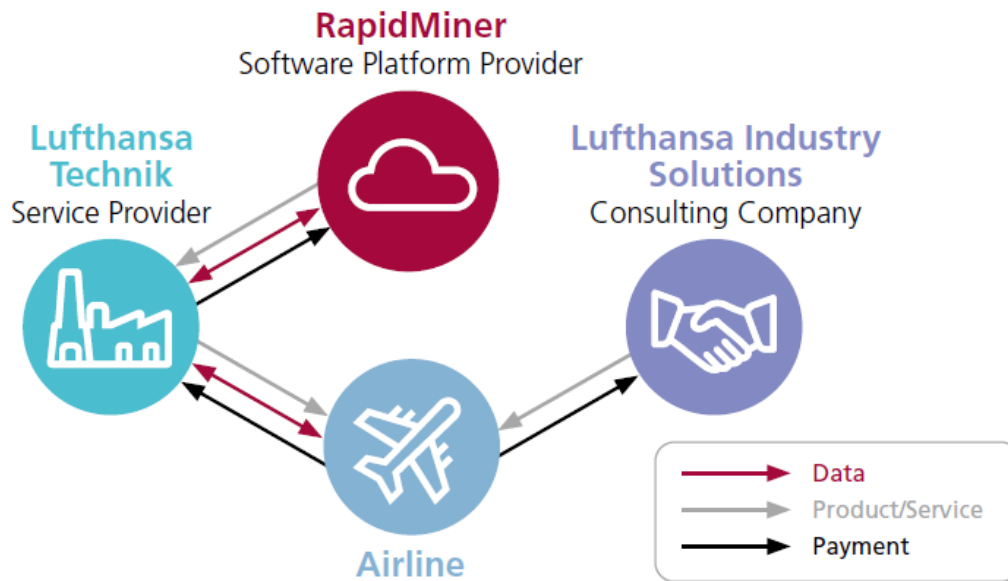 RapidMiner
Software Platform Provider
Lufthansa
Technik
Service Provider
Lufthansa Industry
Solutions
Consulting Company
Airline
Data
Product/Service
Payment